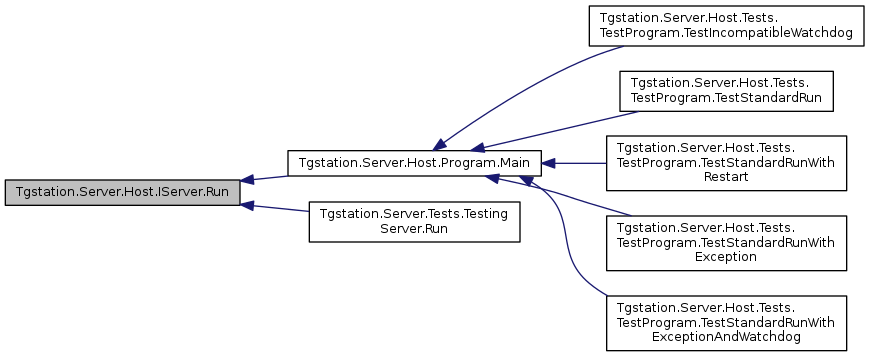 Tgstation.Server.Host.IServer.Run
Tgstation.Server.Host.Program.Main
Tgstation.Server.Tests.Testing
Server.Run
Tgstation.Server.Host.Tests.
TestProgram.TestIncompatibleWatchdog
Tgstation.Server.Host.Tests.
TestProgram.TestStandardRun
Tgstation.Server.Host.Tests.
TestProgram.TestStandardRunWith
Restart
Tgstation.Server.Host.Tests.
TestProgram.TestStandardRunWith
Exception
Tgstation.Server.Host.Tests.
TestProgram.TestStandardRunWith
ExceptionAndWatchdog